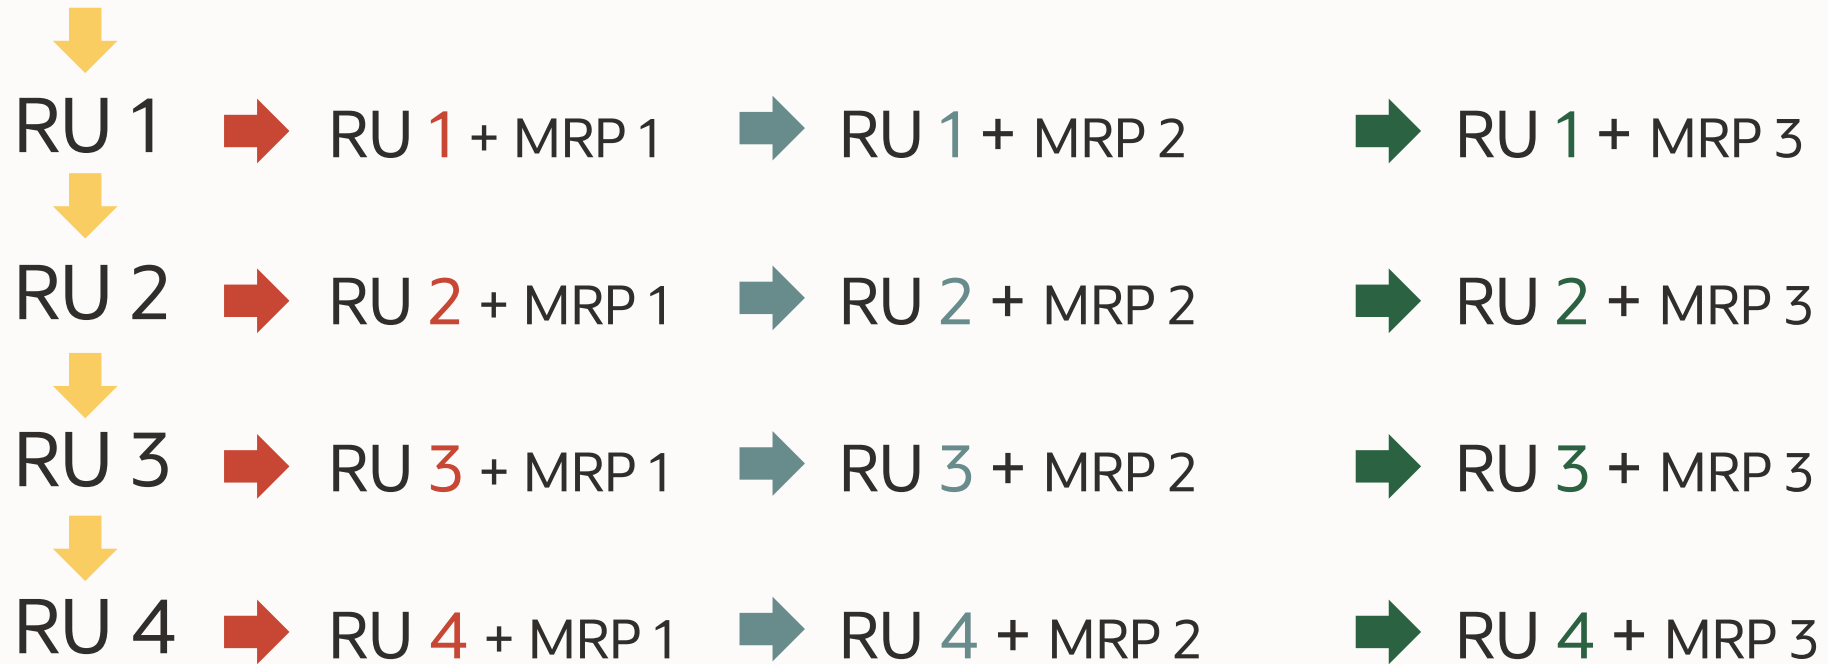 RU 1 RU 1 + MRP 1 RU 1 + MRP 2 RU 1 + MRP 3
RU 2 RU 2 + MRP 1 RU 2 + MRP 2 RU 2 + MRP 3
RU 3 RU 3 + MRP 1 RU 3 + MRP 2 RU 3 + MRP 3
RU 4 RU 4 + MRP 1 RU 4 + MRP 2 RU 4 + MRP 3